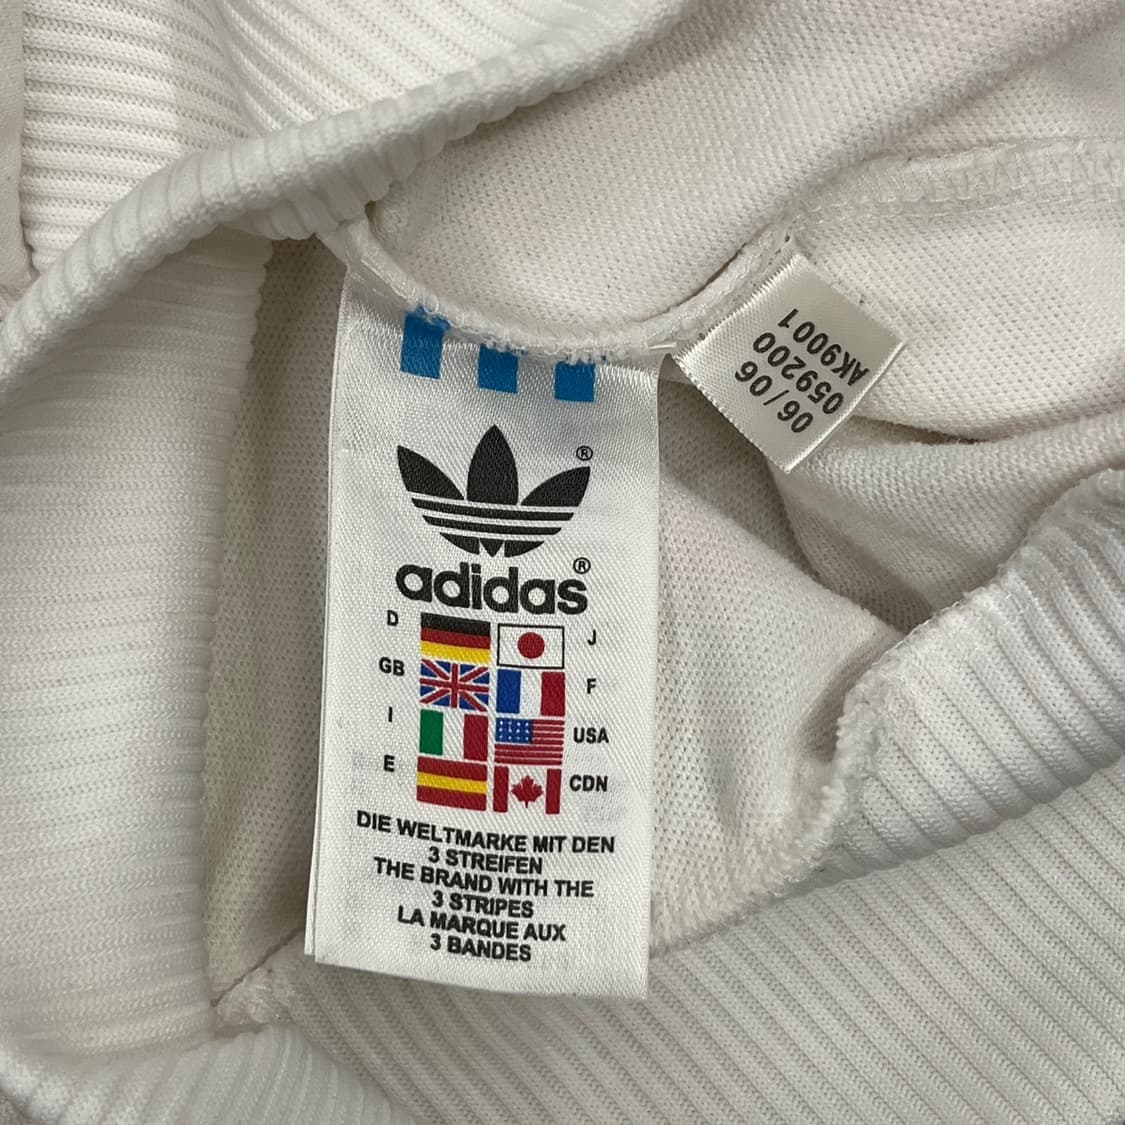 ®
adidas®
D
J
GB
F
I
USA
E
CDN
DIE WELTMARKE MIT DEN
3 STREIFEN
THE BRAND WITH THE
3 STRIPES
LA MARQUE AUX
3 BANDES
06/06
059200
AK9001